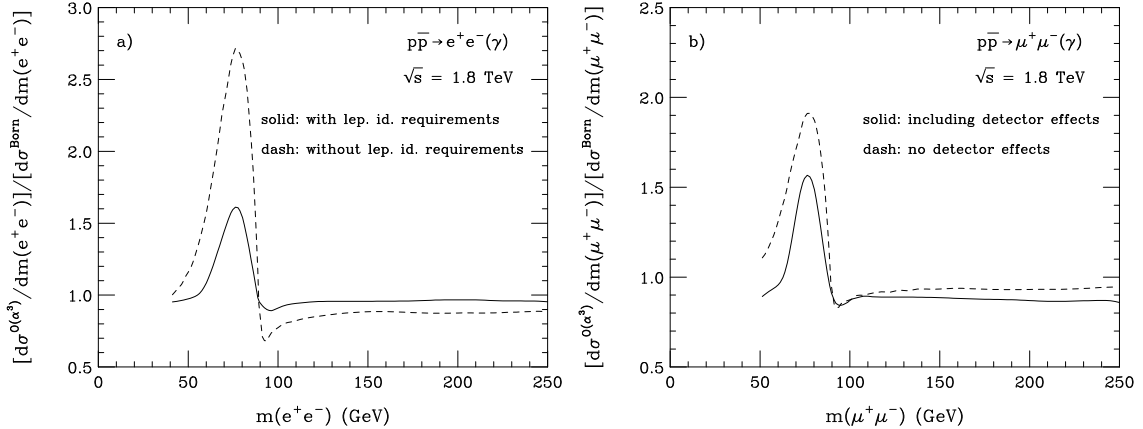 [dσ^O(α³)/dm(e⁺e⁻)]/[dσ^Born/dm(e⁺e⁻)]
3.0
2.5
2.0
1.5
1.0
0.5
a)
pp̅→e⁺e⁻(γ)
√s = 1.8 TeV
solid: with lep. id. requirements
dash: without lep. id. requirements
0 50 100 150 200 250
m(e⁺e⁻) (GeV)
[dσ^O(α³)/dm(μ⁺μ⁻)]/[dσ^Born/dm(μ⁺μ⁻)]
2.5
2.0
1.5
1.0
0.5
b)
pp̅→μ⁺μ⁻(γ)
√s = 1.8 TeV
solid: including detector effects
dash: no detector effects
0 50 100 150 200 250
m(μ⁺μ⁻) (GeV)